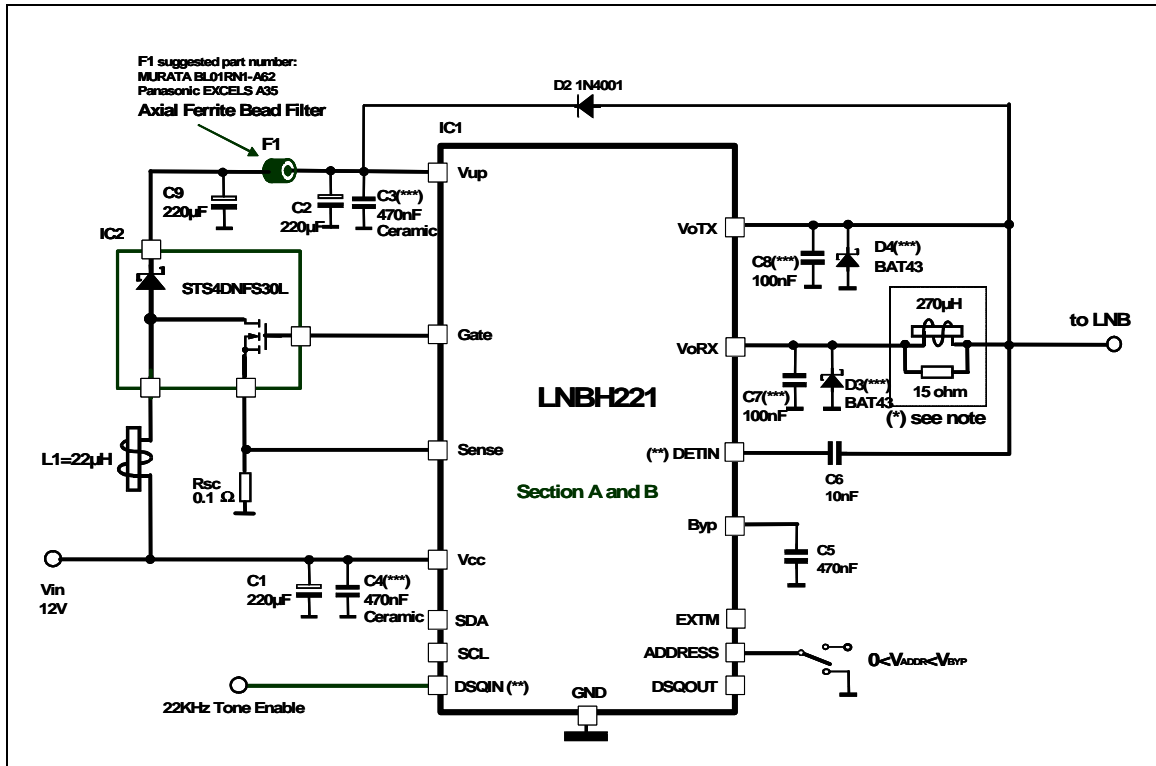 F1 suggested part number:
MURATA BL01RN1-A62
Panasonic EXCELS A35
Axial Ferrite Bead Filter
F1
D2 1N4001
IC1
Vup
C9
220µF
C2
220µF
C3(***)
470nF
Ceramic
IC2
STS4DNFS30L
VoTX
C8(***)
100nF
D4(***)
BAT43
270µH
to LNB
Gate
VoRX
LNBH221
C7(***)
100nF
D3(***)
BAT43
15 ohm
(*) see note
L1=22µH
Sense
(**) DETIN
C6
10nF
Rsc
0.1 Ω
Section A and B
Byp
C5
470nF
Vin
12V
Vcc
C1
220µF
C4(***)
470nF
Ceramic
SDA
EXTM
SCL
ADDRESS
0<VADDR<VBYP
DSQIN (**)
GND
DSQOUT
22KHz Tone Enable